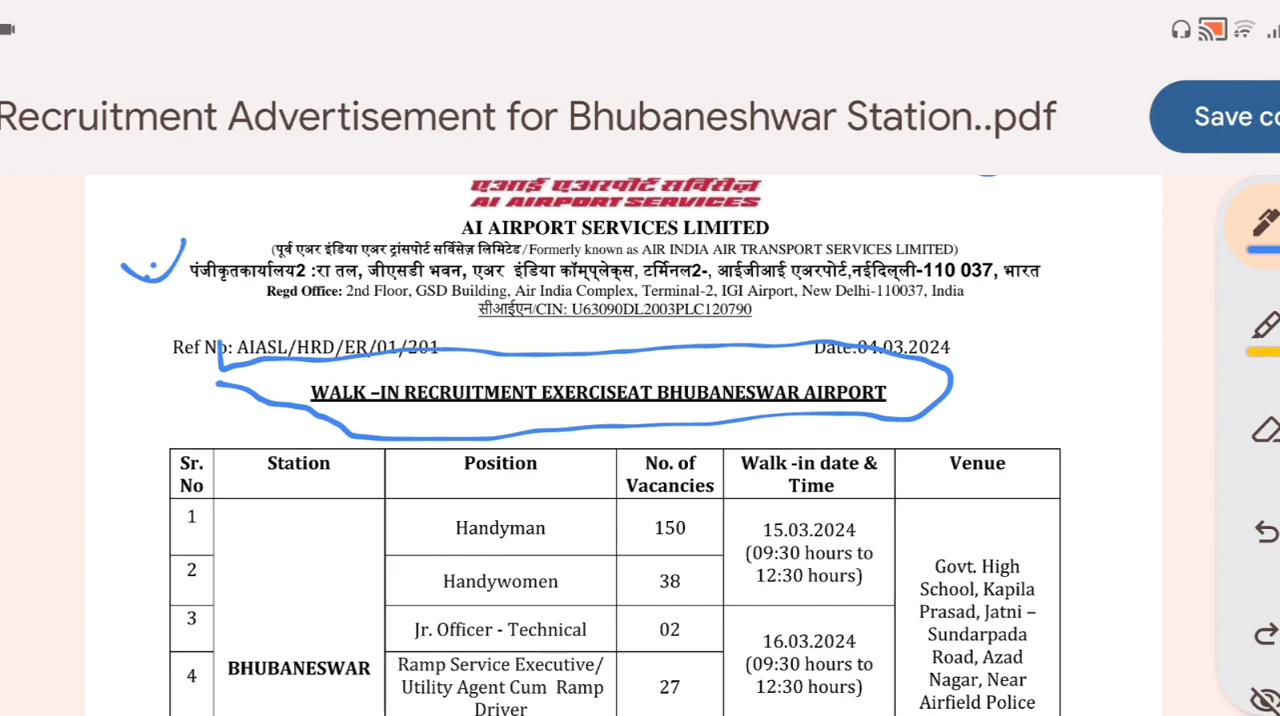 Recruitment Advertisement for Bhubaneshwar Station..pdf
Save co
एआई एअरपोर्ट सर्विसेज़
AI AIRPORT SERVICES
AI AIRPORT SERVICES LIMITED
(पूर्व एअर इंडिया एअर ट्रांसपोर्ट सर्विसेज़ लिमिटेड/Formerly known as AIR INDIA AIR TRANSPORT SERVICES LIMITED)
पंजीकृतकार्यालय2 :रा तल, जीएसडी भवन, एअर इंडिया कॉम्प्लेक्स, टर्मिनल2-, आईजीआई एअरपोर्ट,नईदिल्ली-110 037, भारत
Regd Office: 2nd Floor, GSD Building, Air India Complex, Terminal-2, IGI Airport, New Delhi-110037, India
सीआईएन/CIN: U63090DL2003PLC120790
Ref No: AIASL/HRD/ER/01/201 Date:04.03.2024
WALK –IN RECRUITMENT EXERCISEAT BHUBANESWAR AIRPORT
Sr. No Station Position No. of Vacancies Walk -in date & Time Venue
1 Handyman 150 15.03.2024
(09:30 hours to
12:30 hours)
2 Handywomen 38
3 Jr. Officer - Technical 02 16.03.2024
(09:30 hours to
12:30 hours)
BHUBANESWAR
4 Ramp Service Executive/
Utility Agent Cum Ramp
Driver 27
Govt. High
School, Kapila
Prasad, Jatni –
Sundarpada
Road, Azad
Nagar, Near
Airfield Police